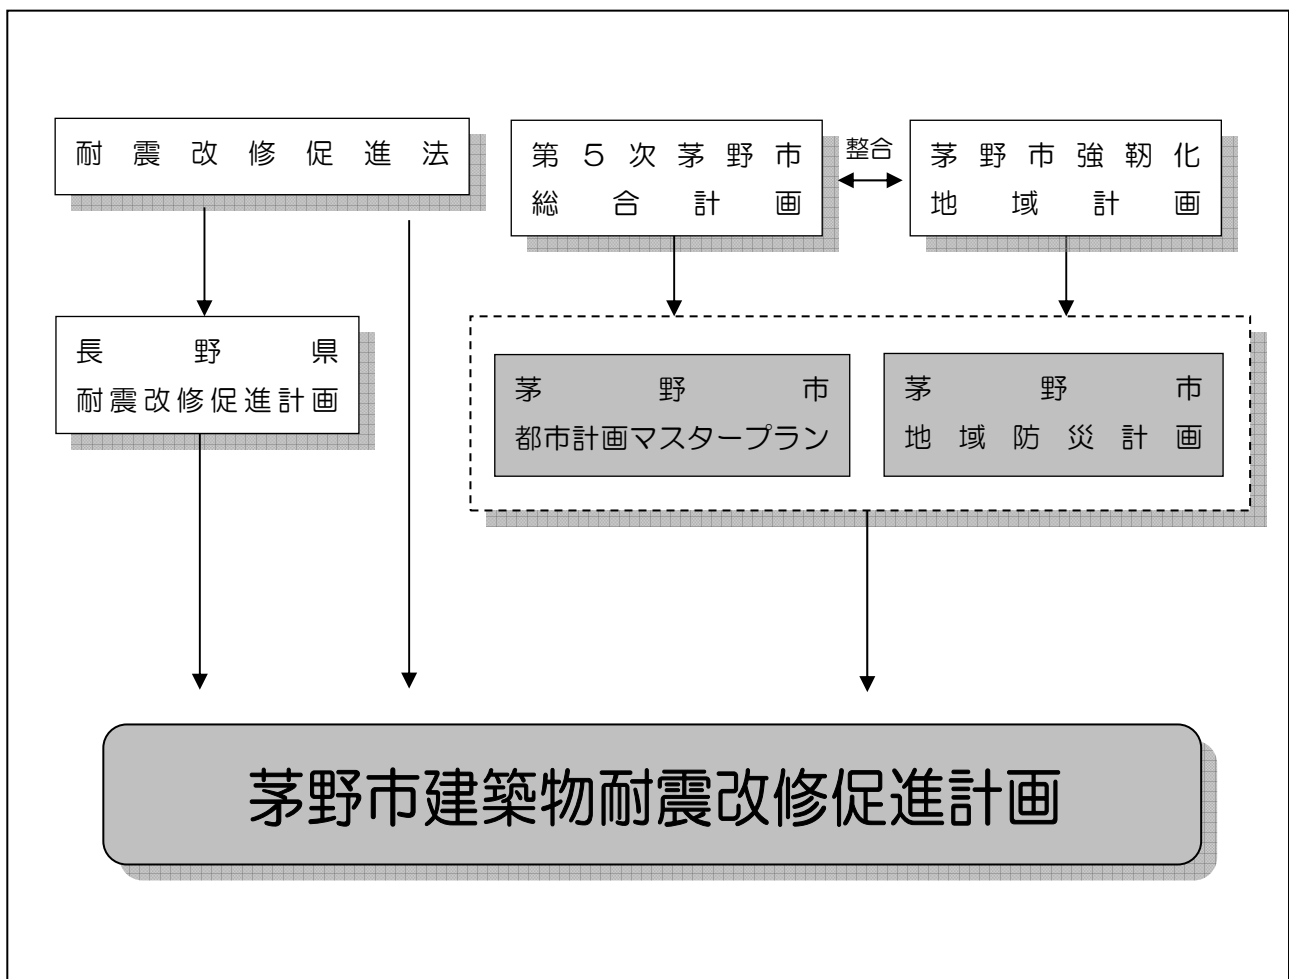 耐震改修促進法
第５次茅野市
総合計画
整合
茅野市強靭化
地域計画
長野県
耐震改修促進計画
茅野市
都市計画マスタープラン
茅野市
地域防災計画
茅野市建築物耐震改修促進計画